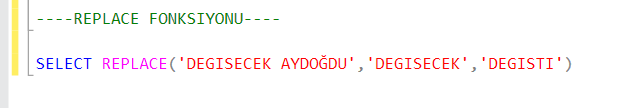 ----REPLACE FONKSIYONU----
SELECT REPLACE('DEGISECEK AYDOĞDU','DEGISECEK','DEGISTI')